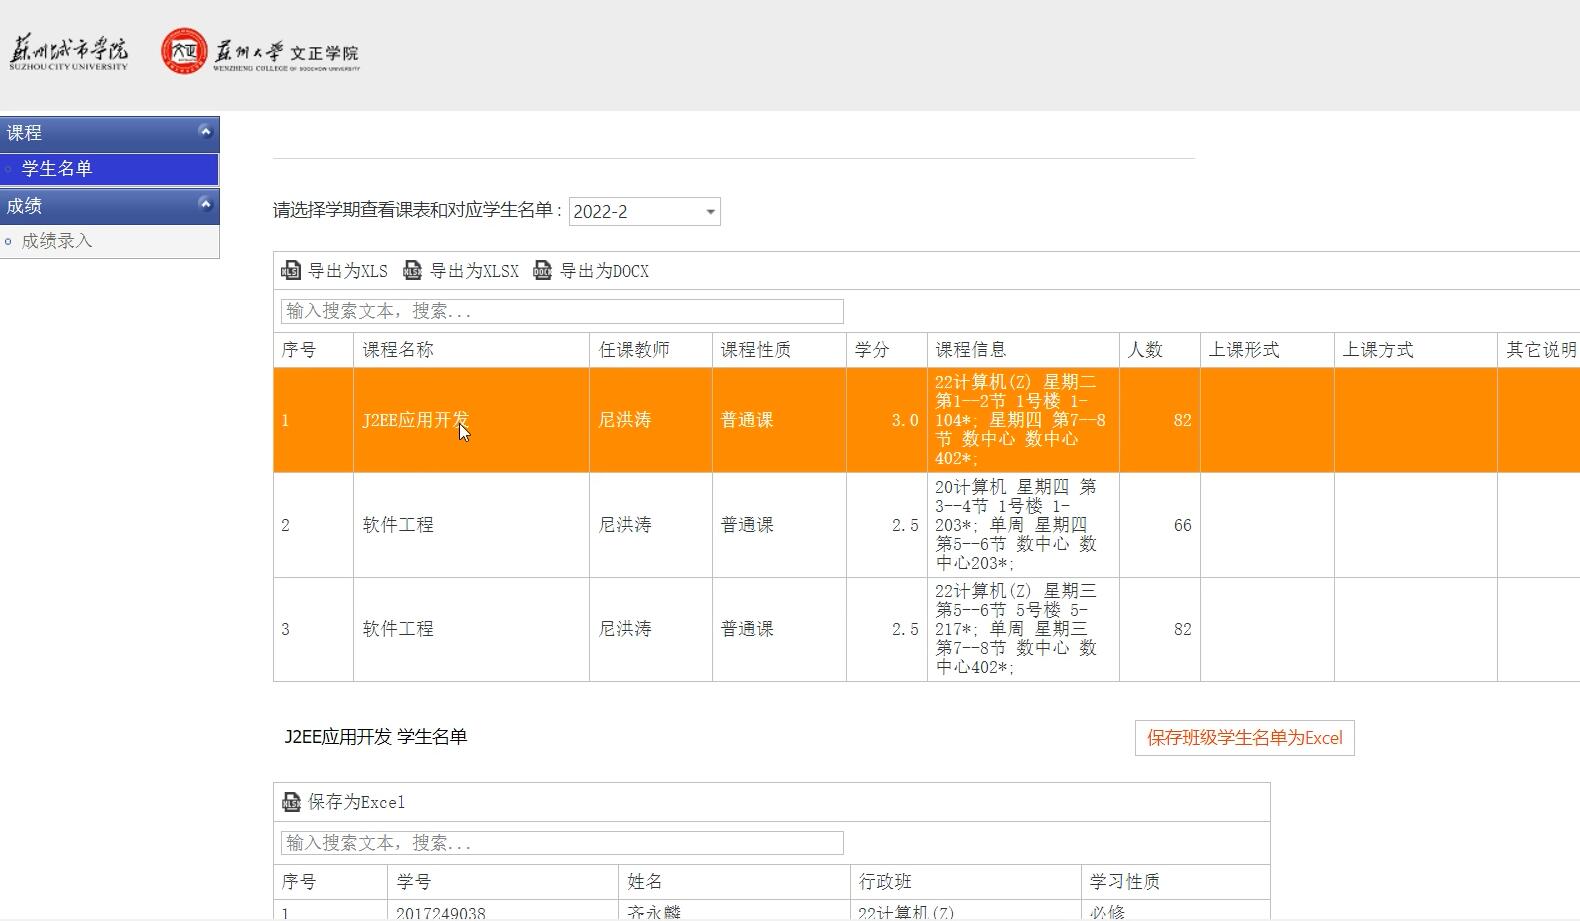 蘇州城市学院
SUZHOU CITY UNIVERSITY
文正
蘇州大學 文正学院
WENZHENG COLLEGE OF SOOCHOW UNIVERSITY
课程
学生名单
成绩
成绩录入
请选择学期查看课表和对应学生名单： 2022-2
导出为XLS 导出为XLSX 导出为DOCX
输入搜索文本, 搜索...
序号 课程名称 任课教师 课程性质 学分 课程信息 人数 上课形式 上课方式 其它说明
1 J2EE应用开发 尼洪涛 普通课 3.0
22计算机(Z) 星期二
第1--2节 1号楼 1-
104*; 星期四 第7--8
节 数中心 数中心
402*;
82
2 软件工程 尼洪涛 普通课 2.5
20计算机 星期四 第
3--4节 1号楼 1-
203*; 单周 星期四
第5--6节 数中心 数
中心203*;
66
3 软件工程 尼洪涛 普通课 2.5
22计算机(Z) 星期三
第5--6节 5号楼 5-
217*; 单周 星期三
第7--8节 数中心 数
中心402*;
82
J2EE应用开发 学生名单 保存班级学生名单为Excel
保存为Excel
输入搜索文本, 搜索...
序号 学号 姓名 行政班 学习性质
1 2017249038 齐永麟 22计算机(Z) 必修